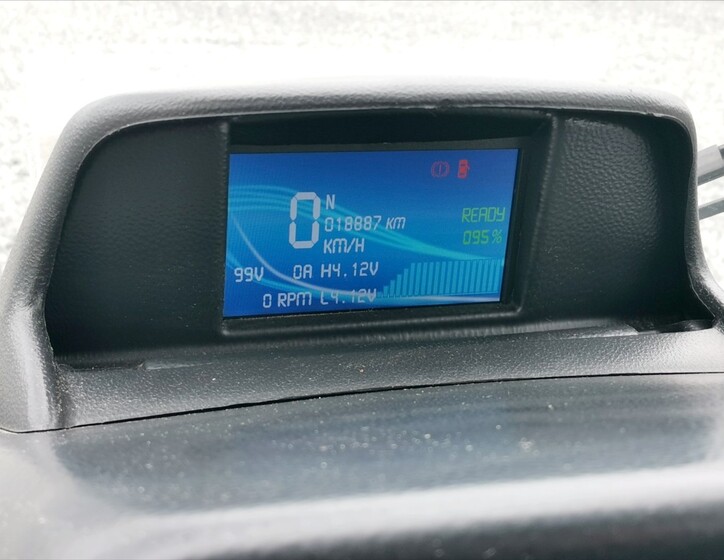 0 N
018887 KM
KM/H
READY
095%
99V 0A H4.12V
0 RPM L4.12V